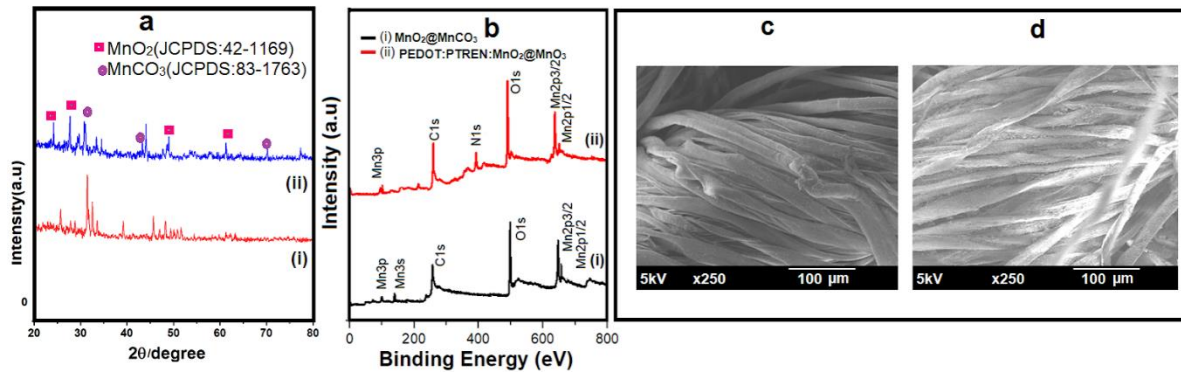 a
MnO₂(JCPDS:42-1169)
MnCO₃(JCPDS:83-1763)
(ii)
(i)
Intensity(a.u)
0
20 30 40 50 60 70 80
2θ/degree
b
(i) MnO₂@MnCO₃
(ii) PEDOT:PTREN:MnO₂@MnO₃
Intensity (a.u)
Mn3p
C1s
N1s
O1s
Mn2p3/2
Mn2p1/2
(ii)
Mn3p
Mn3s
C1s
O1s
Mn2p3/2
Mn2p1/2
(i)
0 200 400 600 800
Binding Energy (eV)
c
5kV x250 100 µm
d
5kV x250 100 µm